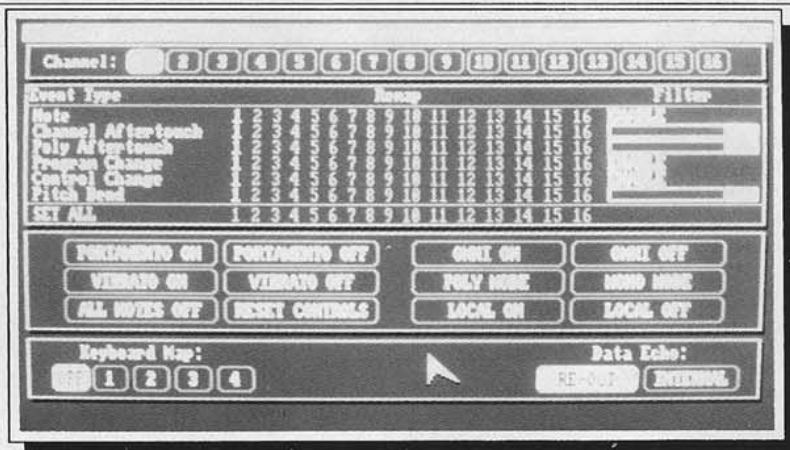 Channel: 2 3 4 5 6 7 8 9 10 11 12 13 14 15 16
Event Type Remap Filter
Note 1 2 3 4 5 6 7 8 9 10 11 12 13 14 15 16
Channel Aftertouch 1 2 3 4 5 6 7 8 9 10 11 12 13 14 15 16
Poly Aftertouch 1 2 3 4 5 6 7 8 9 10 11 12 13 14 15 16
Program Change 1 2 3 4 5 6 7 8 9 10 11 12 13 14 15 16
Control Change 1 2 3 4 5 6 7 8 9 10 11 12 13 14 15 16
Pitch Bend 1 2 3 4 5 6 7 8 9 10 11 12 13 14 15 16
SET ALL 1 2 3 4 5 6 7 8 9 10 11 12 13 14 15 16
PORTAMENTO ON PORTAMENTO OFF OMNI ON OMNI OFF
VIBRATO ON VIBRATO OFF POLY MODE MONO MODE
ALL NOTES OFF RESET CONTROLS LOCAL ON LOCAL OFF
Keyboard Map: Data Echo:
OFF 1 2 3 4 INTERNAL